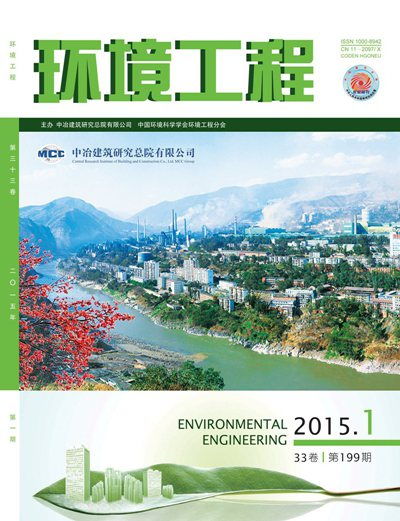 ISSN 1000-8942
CN 11-2097/X
CODEN HGONEU
环境工程
主办 中冶建筑研究总院有限公司 中国环境科学学会环境工程分会
MCC 中冶建筑研究总院有限公司
Central Research Institute of Building and Construction Co., Ltd. MCC Group
环境工程
第三十三卷
二〇一五年
第一期
ENVIRONMENTAL
ENGINEERING
2015.1
33卷 第199期